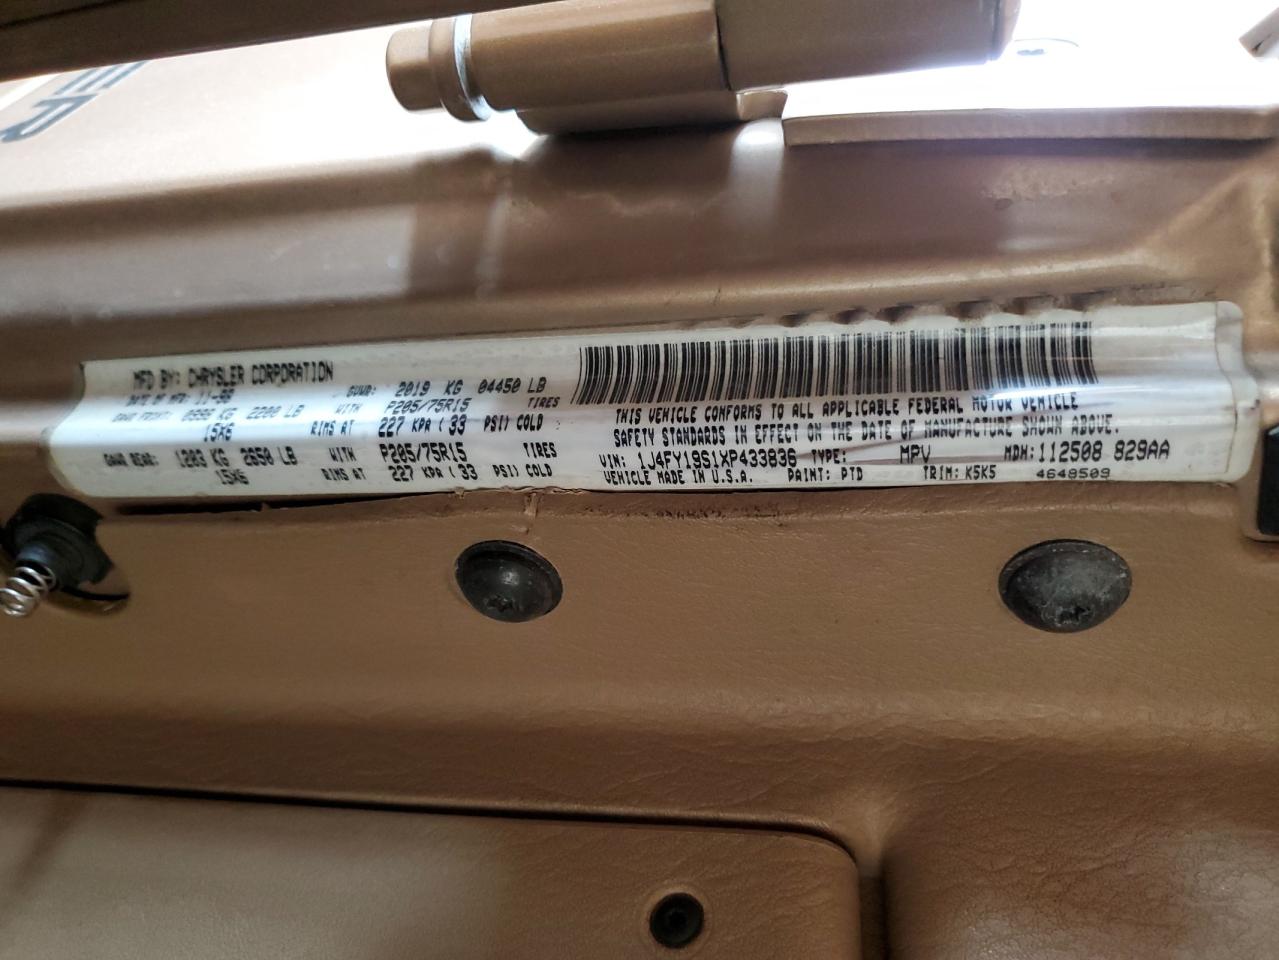 ER
MFD BY: CHRYSLER CORPORATION
DATE OF MFR: 11-98 GVWR: 2019 KG 04450 LB
GAWR FRONT: 0998 KG 2200 LB WITH P205/75R15 TIRES
15X6 RIMS AT 227 KPA ( 33 PSI) COLD
GAWR REAR: 1203 KG 2650 LB WITH P205/75R15 TIRES
15X6 RIMS AT 227 KPA ( 33 PSI) COLD
THIS VEHICLE CONFORMS TO ALL APPLICABLE FEDERAL MOTOR VEHICLE
SAFETY STANDARDS IN EFFECT ON THE DATE OF MANUFACTURE SHOWN ABOVE.
VIN: 1J4FY19S1XP433836 TYPE: MPV MDH:112508 829AA
VEHICLE MADE IN U.S.A. PAINT: PTD TRIM: K5K5 4648509